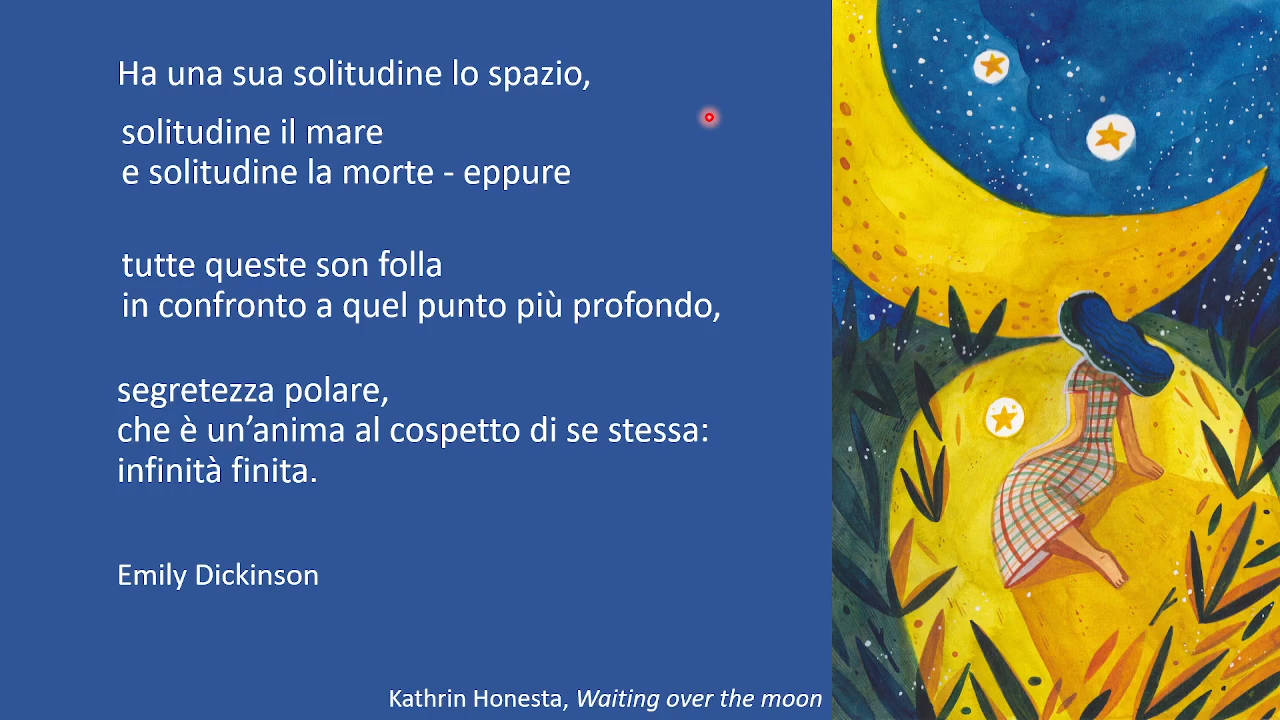 Ha una sua solitudine lo spazio,
solitudine il mare
e solitudine la morte - eppure
tutte queste son folla
in confronto a quel punto più profondo,
segretezza polare,
che è un’anima al cospetto di se stessa:
infinità finita.
Emily Dickinson
Kathrin Honesta, Waiting over the moon